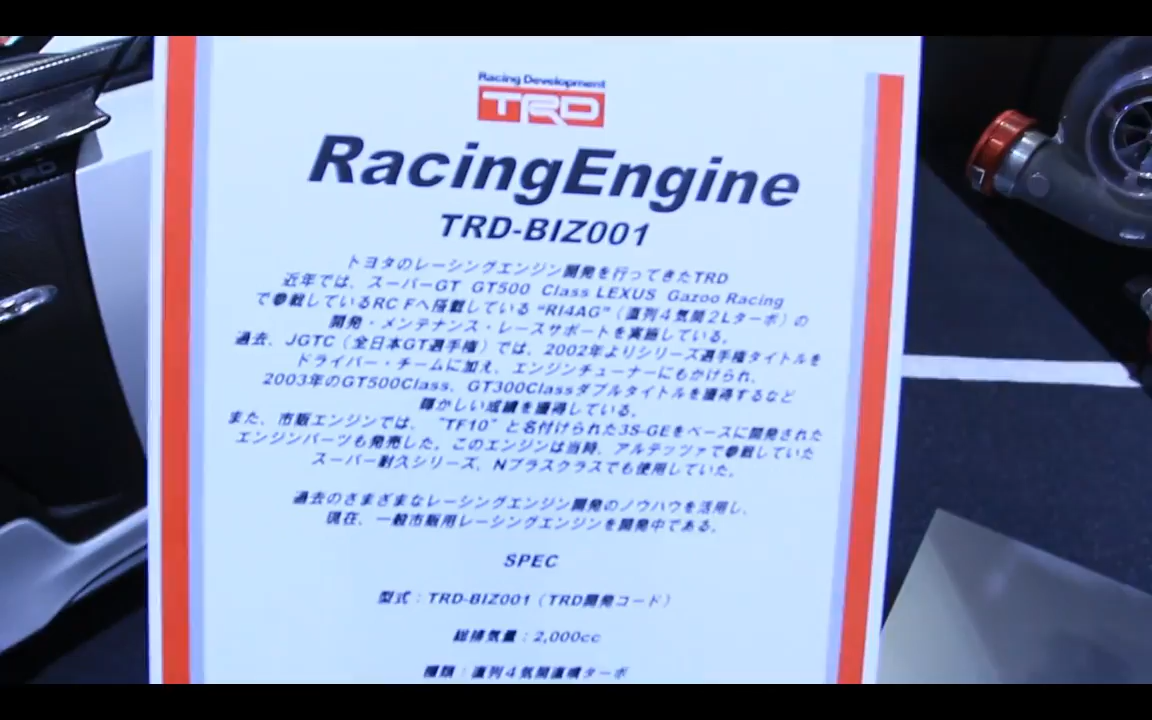 Racing Development
TRD
RacingEngine
TRD-BIZ001
トヨタのレーシングエンジン開発を行ってきたTRD
近年では、スーパーGT GT500 Class LEXUS Gazoo Racing
で参戦しているRC Fへ搭載している “RI4AG”（直列４気筒２Lターボ）の
開発・メンテナンス・レースサポートを実施している。
過去、JGTC（全日本GT選手権）では、2002年よりシリーズ選手権タイトルを
ドライバー・チームに加え、エンジンチューナーにもかけられ、
2003年のGT500Class、GT300Classダブルタイトルを獲得するなど
輝かしい成績を獲得している。
また、市販エンジンでは、 “TF10” と名付けられた3S-GEをベースに開発された
エンジンパーツも発売した。このエンジンは当時、アルテッツァで参戦していた
スーパー耐久シリーズ、Nプラスクラスでも使用していた。
過去のさまざまなレーシングエンジン開発のノウハウを活用し、
現在、一般市販用レーシングエンジンを開発中である。
SPEC
型式：TRD-BIZ001（TRD開発コード）
総排気量：2,000cc
種類：直列４気筒直噴ターボ
TRD